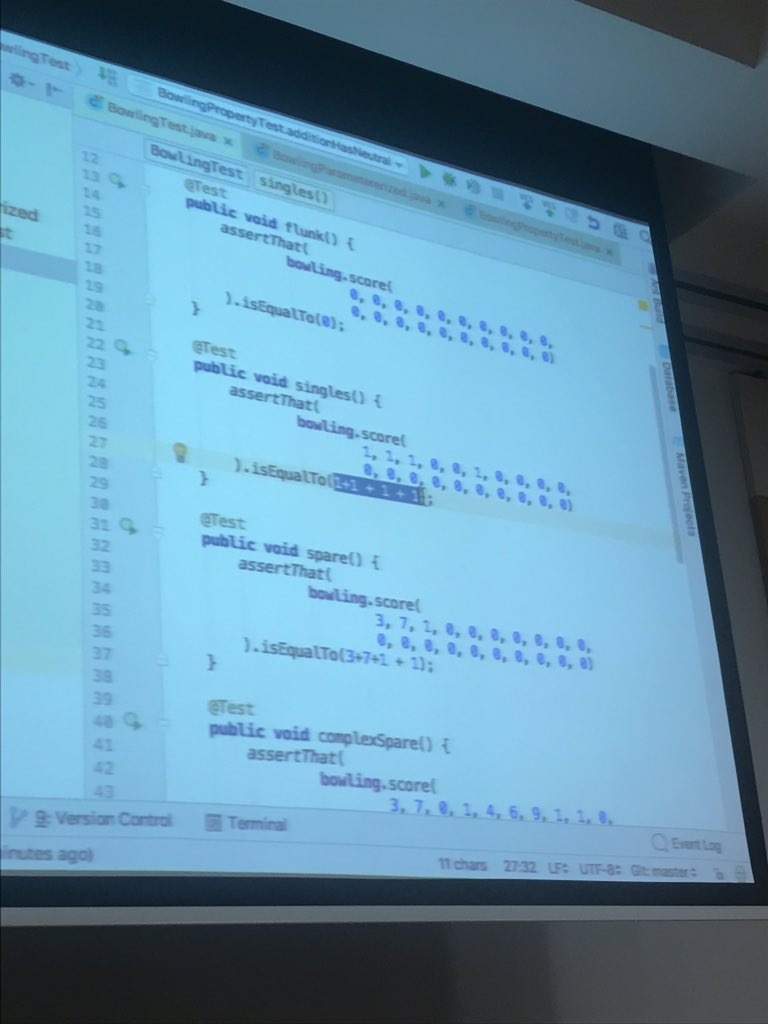 BowlingPropertyTest.additionHasNeutral
BowlingTest.java × BowlingParameterized.java × BowlingPropertyTest.java ×
BowlingTest singles()
12
13 @Test
14 public void flunk() {
15 assertThat(
16 bowling.score(
17 0, 0, 0, 0, 0, 0, 0, 0, 0, 0,
18 0, 0, 0, 0, 0, 0, 0, 0, 0, 0)
19 ).isEqualTo(0);
20 }
21
22 @Test
23 public void singles() {
24 assertThat(
25 bowling.score(
26 1, 1, 1, 0, 0, 1, 0, 0, 0, 0,
27 0, 0, 0, 0, 0, 0, 0, 0, 0, 0)
28 ).isEqualTo(1+1 + 1 + 1);
29 }
30
31 @Test
32 public void spare() {
33 assertThat(
34 bowling.score(
35 3, 7, 1, 0, 0, 0, 0, 0, 0, 0,
36 0, 0, 0, 0, 0, 0, 0, 0, 0, 0)
37 ).isEqualTo(3+7+1 + 1);
38 }
39
40 @Test
41 public void complexSpare() {
42 assertThat(
43 bowling.score(
3, 7, 0, 1, 4, 6, 9, 1, 1, 0,
Database
Maven Projects
9: Version Control Terminal Event Log
minutes ago) 11 chars 27:32 LF UTF-8 Git: master